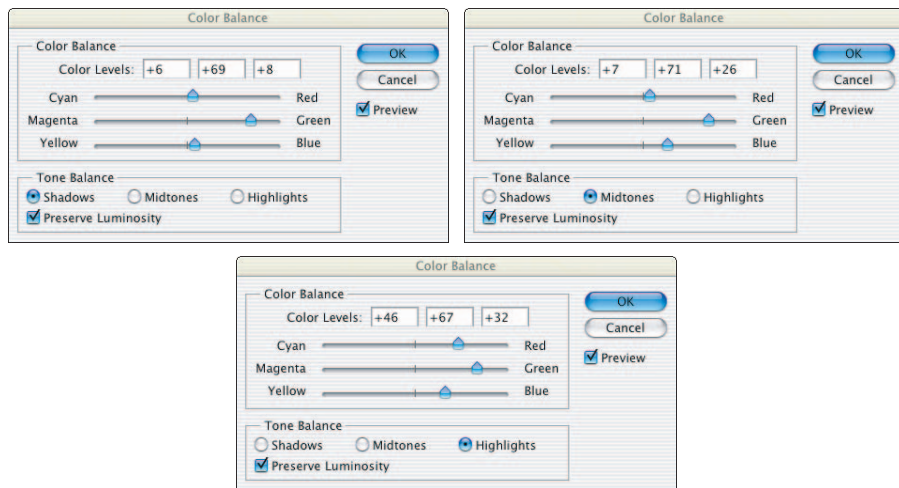 Color Balance
Color Balance
Color Levels: +6 +69 +8
Cyan Red
Magenta Green
Yellow Blue
OK
Cancel
Preview
Tone Balance
Shadows Midtones Highlights
Preserve Luminosity
Color Balance
Color Balance
Color Levels: +7 +71 +26
Cyan Red
Magenta Green
Yellow Blue
OK
Cancel
Preview
Tone Balance
Shadows Midtones Highlights
Preserve Luminosity
Color Balance
Color Balance
Color Levels: +46 +67 +32
Cyan Red
Magenta Green
Yellow Blue
OK
Cancel
Preview
Tone Balance
Shadows Midtones Highlights
Preserve Luminosity